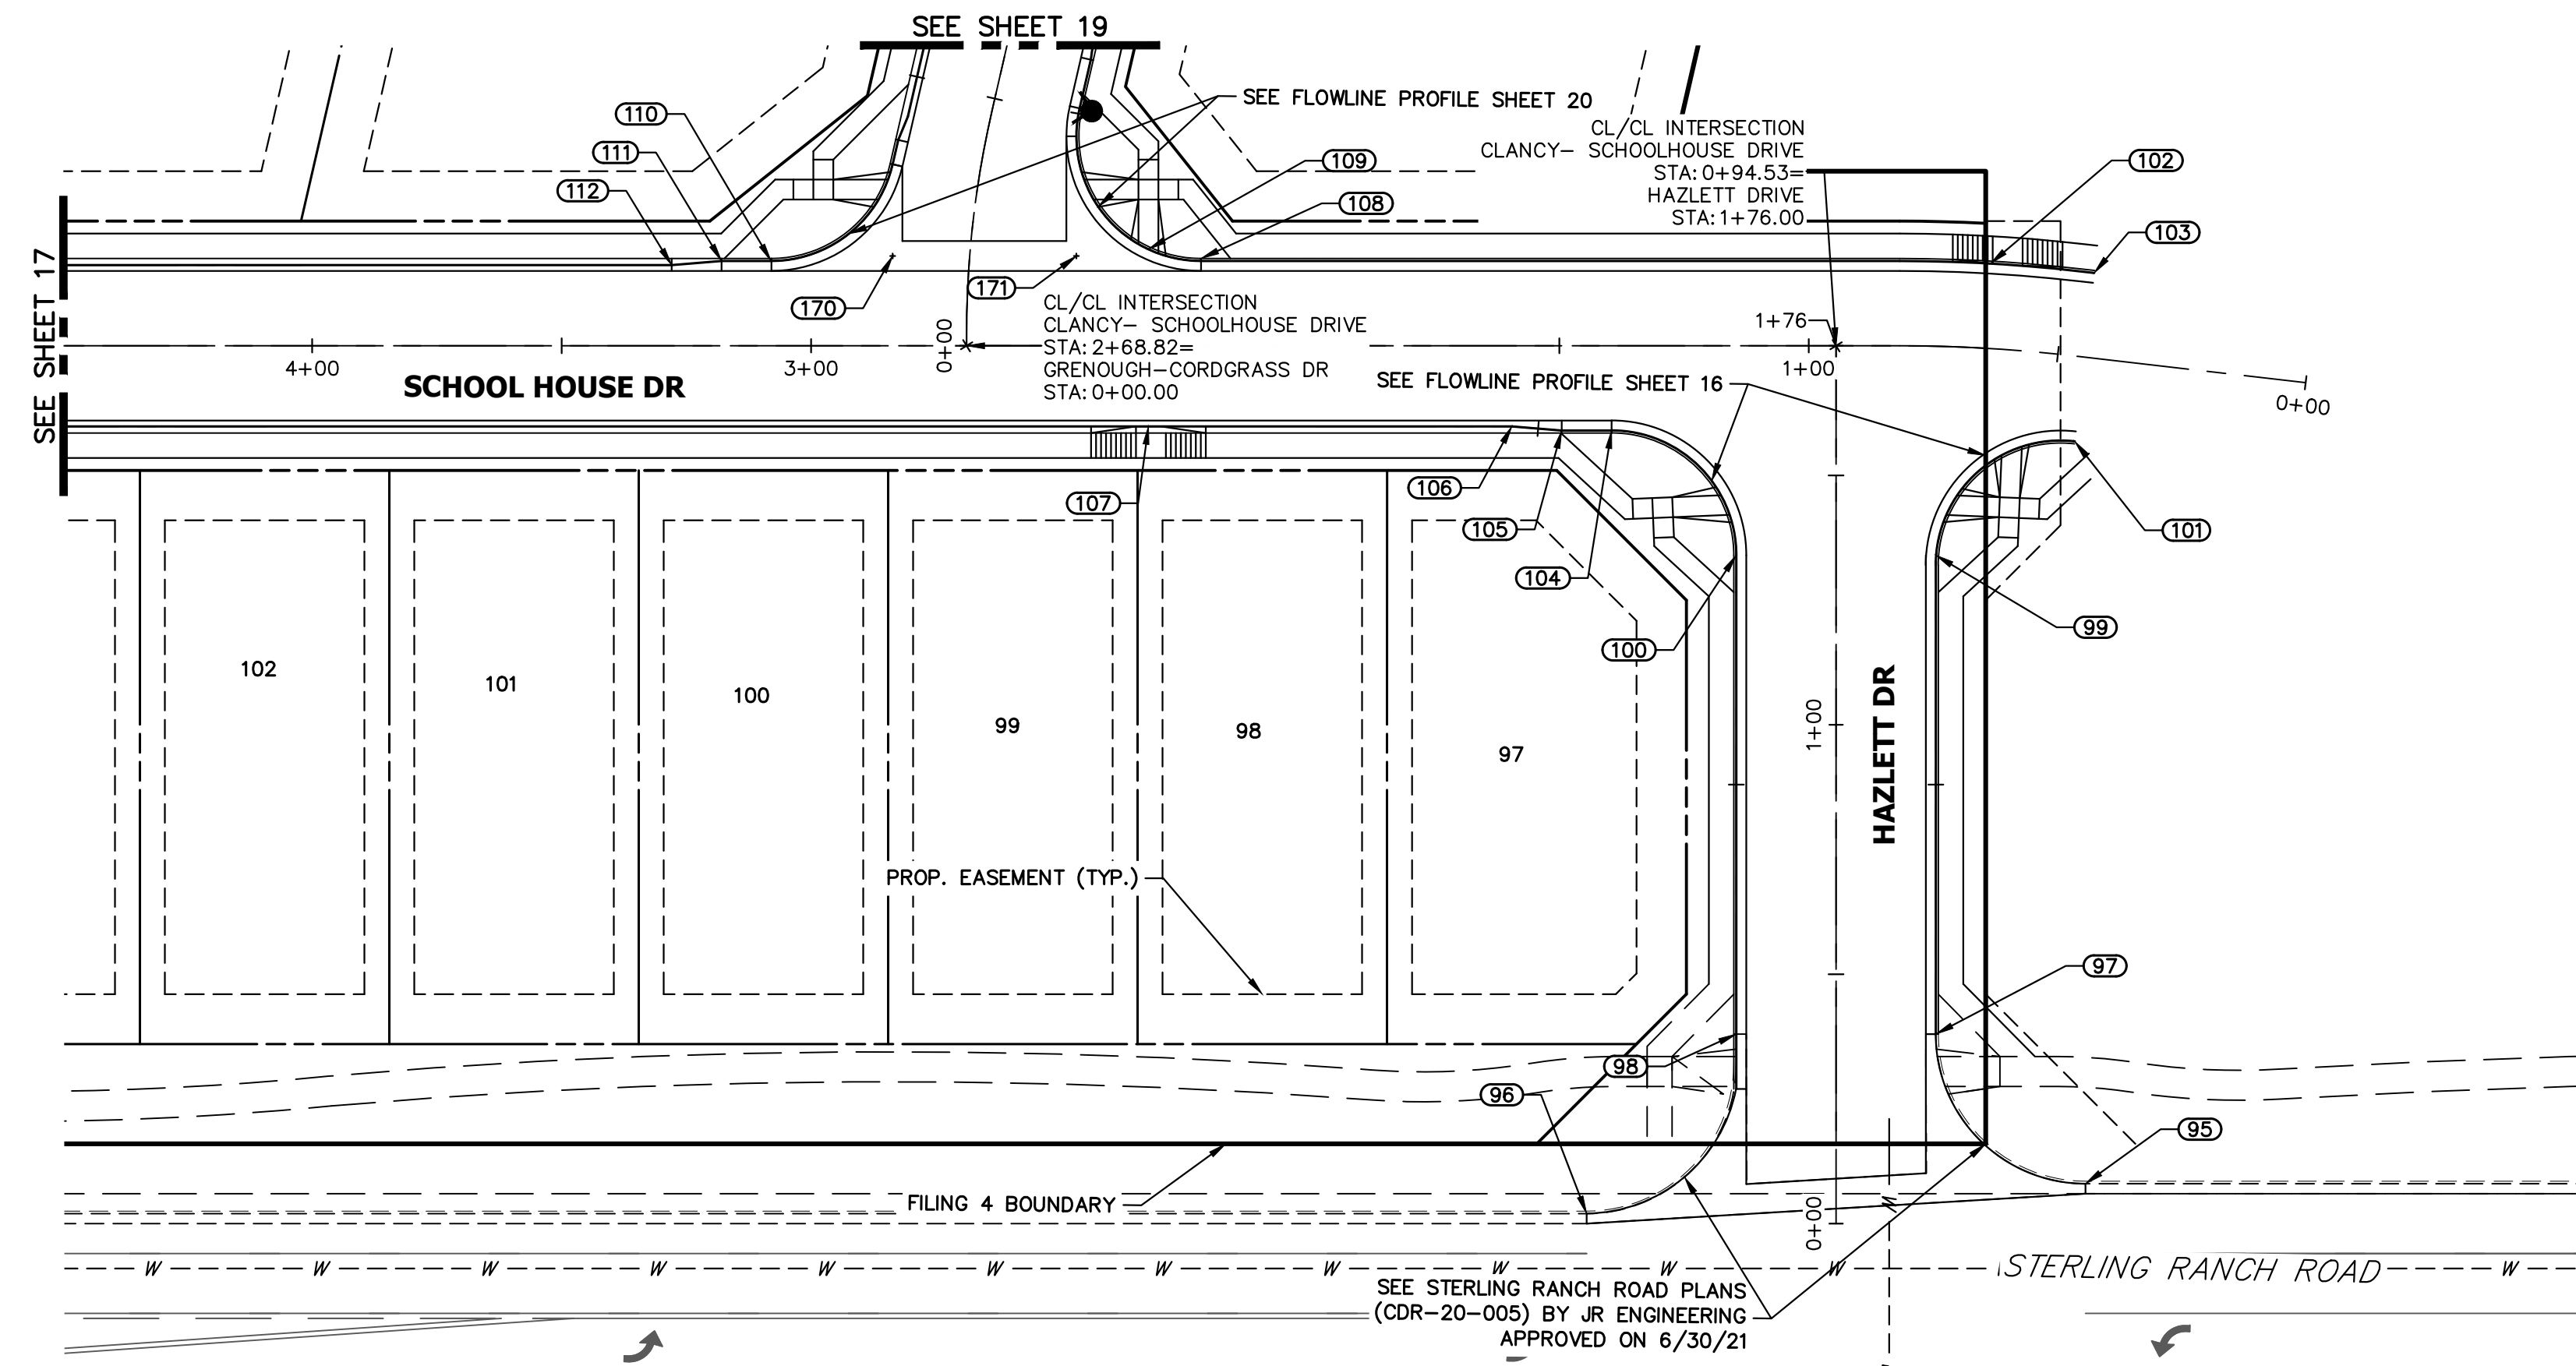 SEE SHEET 19
SEE FLOWLINE PROFILE SHEET 20
110
111
112
109
108
CL/CL INTERSECTION
CLANCY- SCHOOLHOUSE DRIVE
STA: 0+94.53=
HAZLETT DRIVE
STA: 1+76.00
102
103
SEE SHEET 17
170
171
CL/CL INTERSECTION
CLANCY- SCHOOLHOUSE DRIVE
STA: 2+68.82=
GRENOUGH-CORDGRASS DR
STA: 0+00.00
0+00
1+76
4+00
3+00
1+00
0+00
SCHOOL HOUSE DR
SEE FLOWLINE PROFILE SHEET 16
107
106
105
104
100
101
99
102
101
100
99
98
97
1+00
HAZLETT DR
PROP. EASEMENT (TYP.)
97
98
96
95
FILING 4 BOUNDARY
0+00
W
W W W W W W W W W W W STERLING RANCH ROAD W
SEE STERLING RANCH ROAD PLANS
(CDR-20-005) BY JR ENGINEERING
APPROVED ON 6/30/21